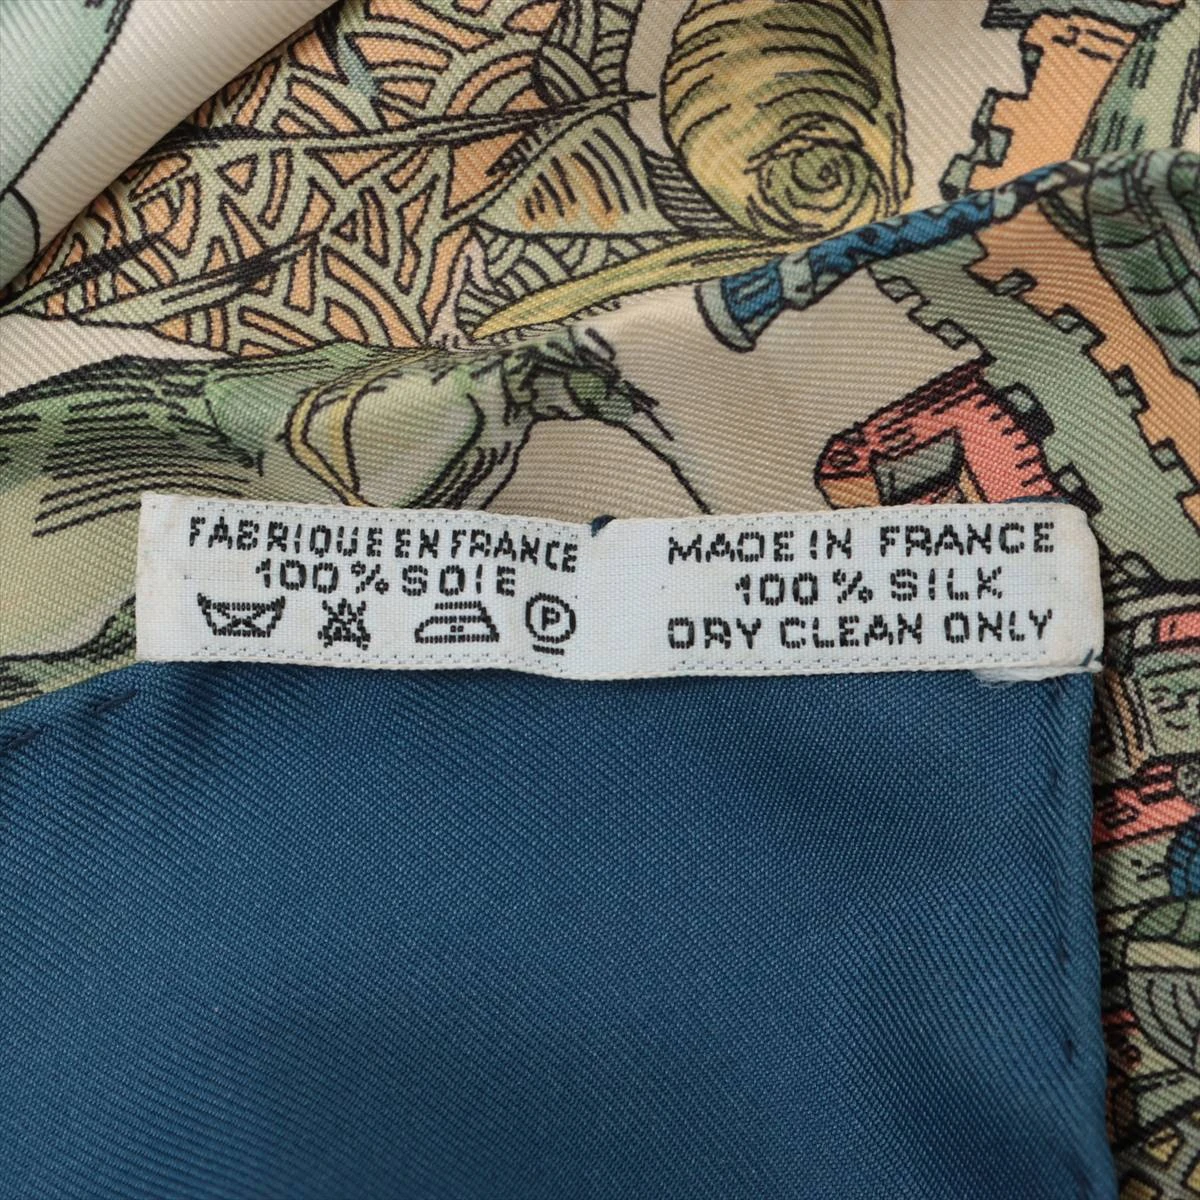 FABRIQUE EN FRANCE
100% SOIE
P
MADE IN FRANCE
100% SILK
DRY CLEAN ONLY